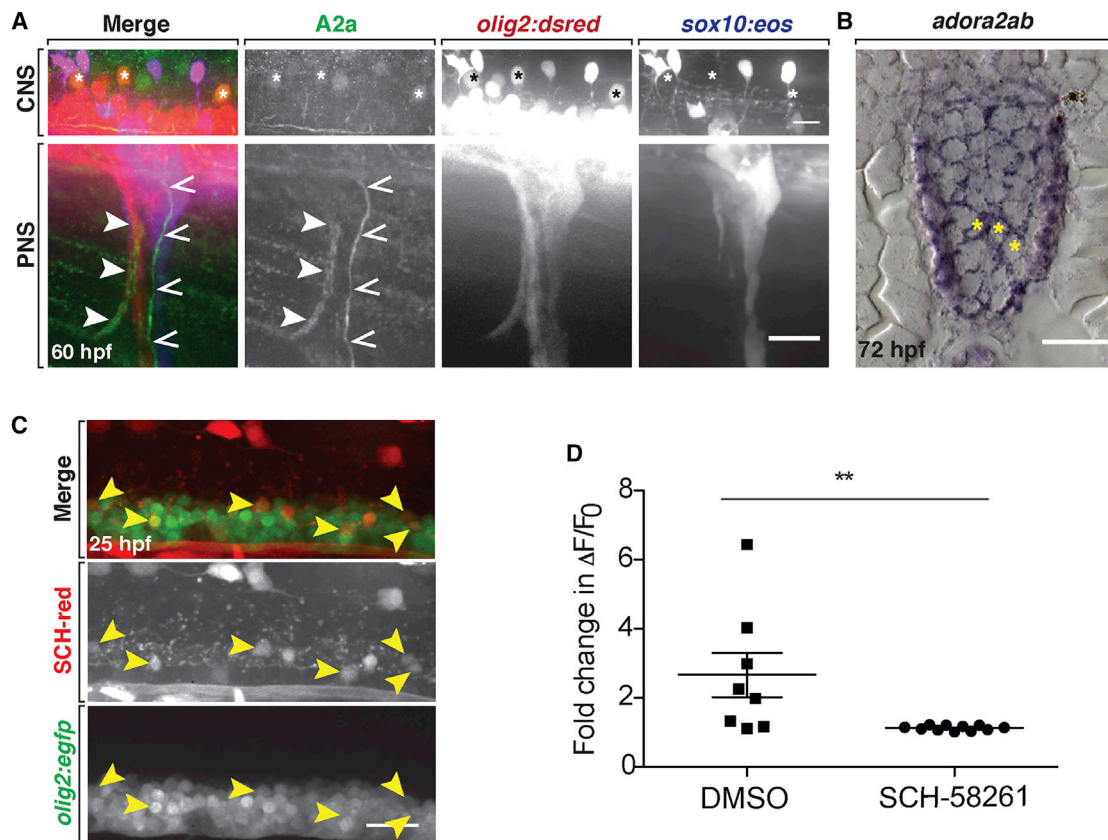 A
Merge
A2a
olig2:dsred
sox10:eos
CNS
* * *
* * *
* * *
* * *
PNS
60 hpf
B
adora2ab
* * *
72 hpf
C
Merge
25 hpf
SCH-red
olig2:egfp
D
**
Fold change in ΔF/F0
8
6
4
2
0
DMSO
SCH-58261